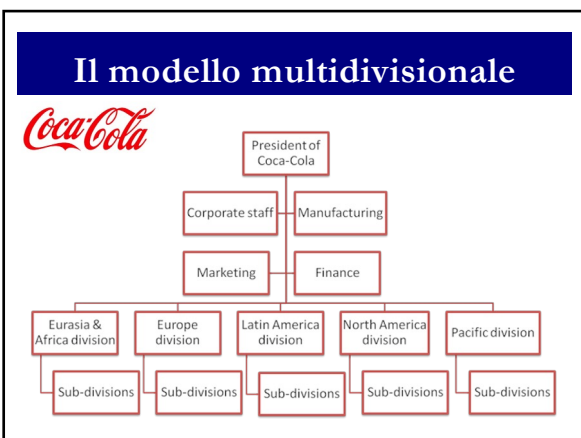 Il modello multidivisionale
Coca-Cola
President of
Coca-Cola
Corporate staff
Manufacturing
Marketing
Finance
Eurasia &
Africa division
Europe
division
Latin America
division
North America
division
Pacific division
Sub-divisions
Sub-divisions
Sub-divisions
Sub-divisions
Sub-divisions